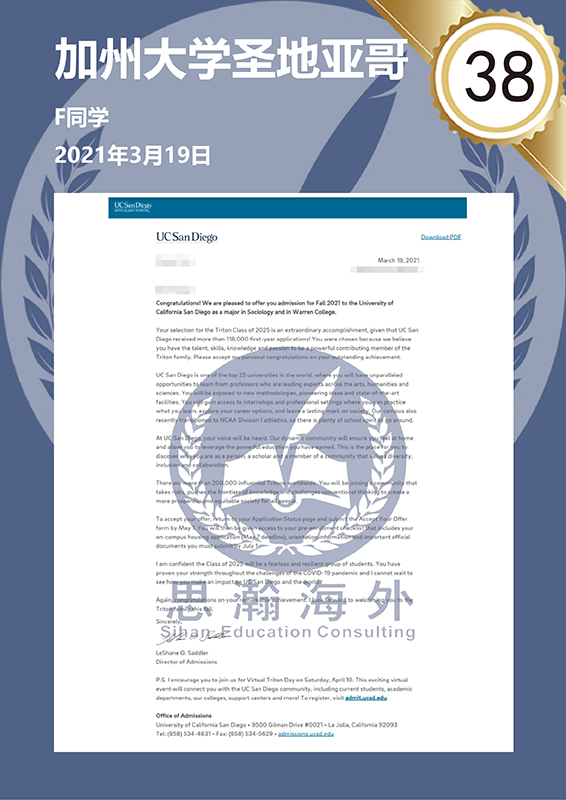 加州大学圣地亚哥
38
F同学
2021年3月19日
UC San Diego
APPLICANT PORTAL
UC San Diego
Download PDF
March 19, 2021
Congratulations! We are pleased to offer you admission for Fall 2021 to the University of
California San Diego as a major in Sociology and in Warren College.
Your selection for the Triton Class of 2025 is an extraordinary accomplishment, given that UC San
Diego received more than 118,000 first-year applications! You were chosen because we believe
you have the talent, skills, knowledge and passion to be a powerful contributing member of the
Triton family. Please accept my personal congratulations on your outstanding achievement.
UC San Diego is one of the top 25 universities in the world, where you will have unparalleled
opportunities to learn from professors who are leading experts across the arts, humanities and
sciences. You will be exposed to new methodologies, pioneering ideas and state-of-the-art
facilities. You will gain access to internships and professional settings where you can practice
what you learn, explore your career options, and leave a lasting mark on society. Our campus also
recently transitioned to NCAA Division I athletics, so there is plenty of school spirit to go around.
At UC San Diego, your voice will be heard. Our dynamic community will ensure you feel at home
and allow you to leverage the powerful education you have earned. This is the place for you to
discover who you are as a person, a scholar and a member of a community that values diversity,
inclusion and collaboration.
There are more than 200,000 influential Tritons worldwide. You will be joining a community that
takes risks, pushes the frontiers of knowledge and challenges conventional thinking to create a
more prosperous and equitable society for all people.
To accept your offer, return to your Application Status page and submit the Accept Your Offer
form by May 1. You will then be given access to your pre-enrollment checklist that includes your
on-campus housing application (May 7 deadline), orientation information and important official
documents you must submit by July 1.
I am confident the Class of 2025 will be a fearless and resilient group of students. You have
proven your strength throughout the challenges of the COVID-19 pandemic and I cannot wait to
see how you make an impact on UC San Diego and the world!
Again, congratulations on your remarkable achievement. I look forward to welcoming you to the
Triton family this fall.
Sincerely,
LeShane O. Saddler
Director of Admissions
思瀚海外
Sihan Education Consulting
P.S. I encourage you to join us for Virtual Triton Day on Saturday, April 10. This exciting virtual
event will connect you with the UC San Diego community, including current students, academic
departments, our colleges, support centers and more! To register, visit admit.ucsd.edu
Office of Admissions
University of California San Diego • 9500 Gilman Drive #0021 • La Jolla, California 92093
Tel: (858) 534-4831 • Fax: (858) 534-5629 • admissions.ucsd.edu